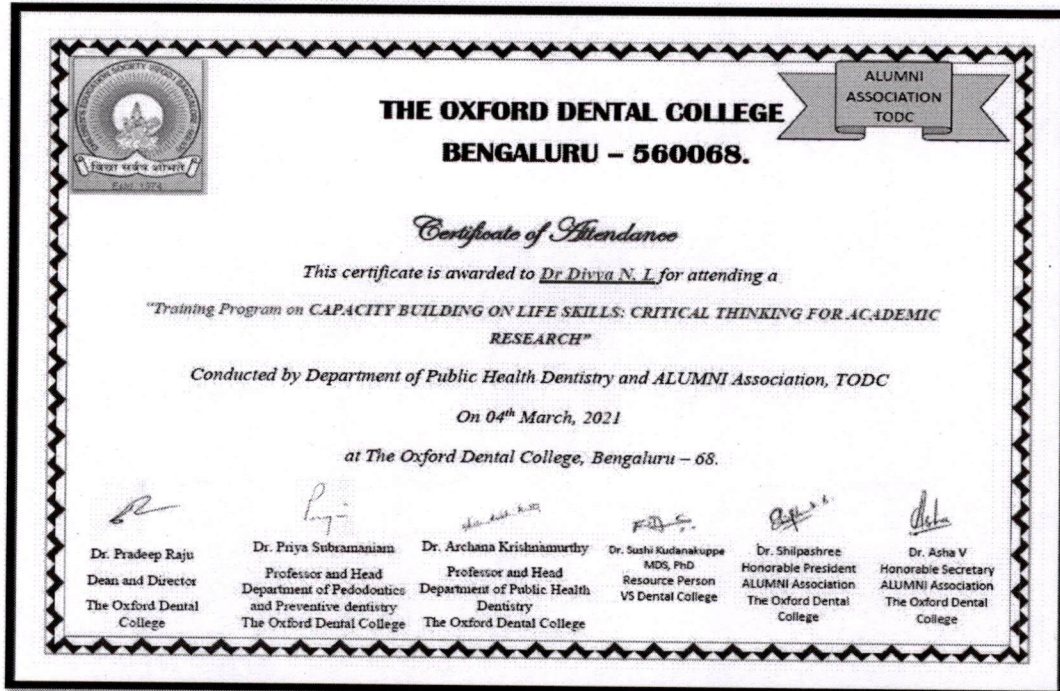 ALUMNI
ASSOCIATION
TODC
THE OXFORD DENTAL COLLEGE
BENGALURU – 560068.
विद्या सर्वत्र शोभते
Estd. 1974
Certificate of Attendance
This certificate is awarded to Dr Divya N. L for attending a
"Training Program on CAPACITY BUILDING ON LIFE SKILLS: CRITICAL THINKING FOR ACADEMIC
RESEARCH"
Conducted by Department of Public Health Dentistry and ALUMNI Association, TODC
On 04th March, 2021
at The Oxford Dental College, Bengaluru – 68.
Asha
Dr. Pradeep Raju
Dean and Director
The Oxford Dental
College
Dr. Priya Subramaniam
Professor and Head
Department of Pedodontics
and Preventive dentistry
The Oxford Dental College
Dr. Archana Krishnamurthy
Professor and Head
Department of Public Health
Dentistry
The Oxford Dental College
Dr. Sushi Kudanakuppe
MDS, PhD
Resource Person
VS Dental College
Dr. Shilpashree
Honorable President
ALUMNI Association
The Oxford Dental
College
Dr. Asha V
Honorable Secretary
ALUMNI Association
The Oxford Dental
College